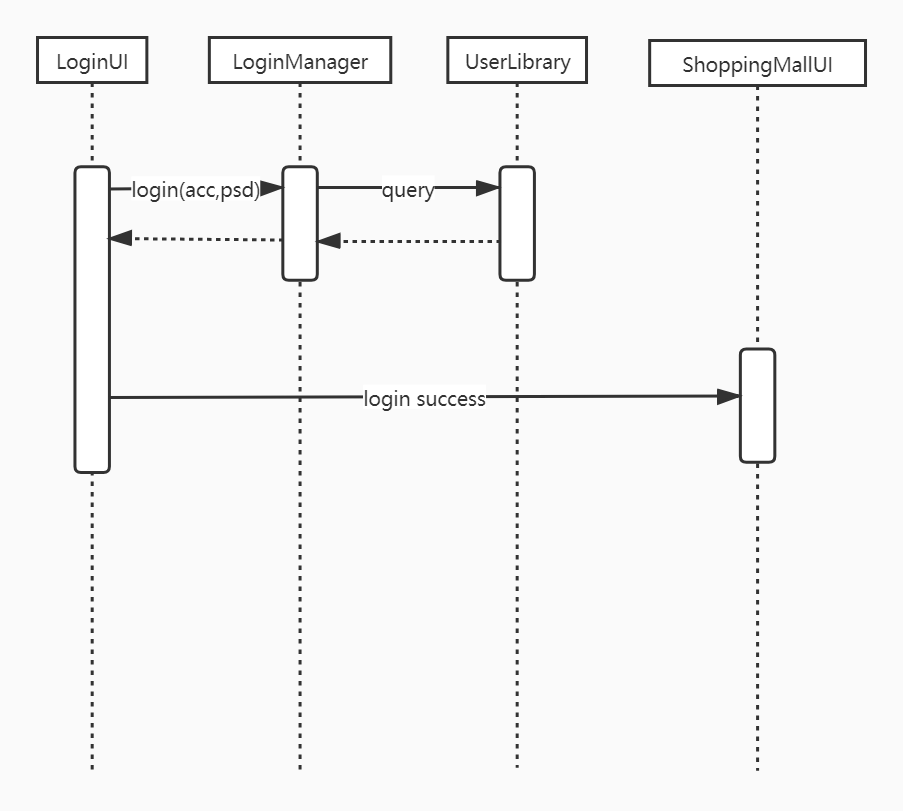 LoginUI
LoginManager
UserLibrary
ShoppingMallUI
login(acc,psd)
query
login success